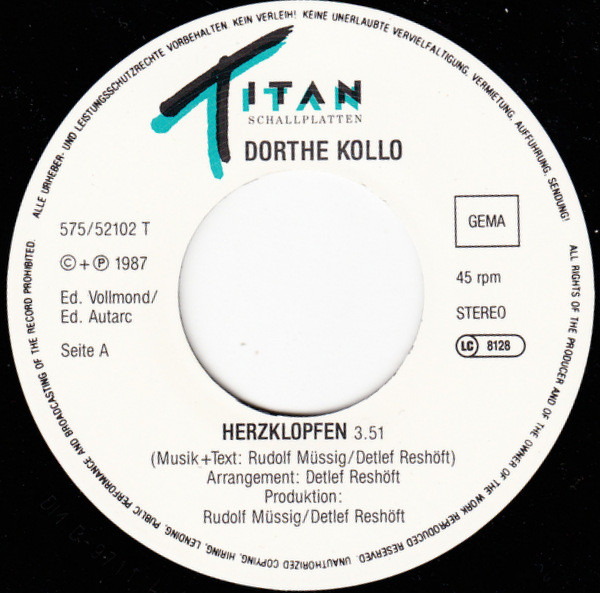 ALLE URHEBER- UND LEISTUNGSSCHUTZRECHTE VORBEHALTEN KEIN VERLEIH! KEINE UNERLAUBTE VERVIELFÄLTIGUNG, VERMIETUNG, AUFFÜHRUNG, SENDUNG!
TITAN
SCHALLPLATTEN
DORTHE KOLLO
575/52102 T
GEMA
© + ℗ 1987
45 rpm
Ed. Vollmond/
Ed. Autarc
STEREO
Seite A
LC 8128
HERZKLOPFEN 3.51
(Musik+Text: Rudolf Müssig/Detlef Reshöft)
Arrangement: Detlef Reshöft
Produktion:
Rudolf Müssig/Detlef Reshöft
ALL RIGHTS OF THE PRODUCER AND OF THE OWNER OF THE WORK REPRODUCED RESERVED. UNAUTHORIZED COPYING, HIRING, LENDING, PUBLIC PERFORMANCE AND BROADCASTING OF THE RECORD PROHIBITED.